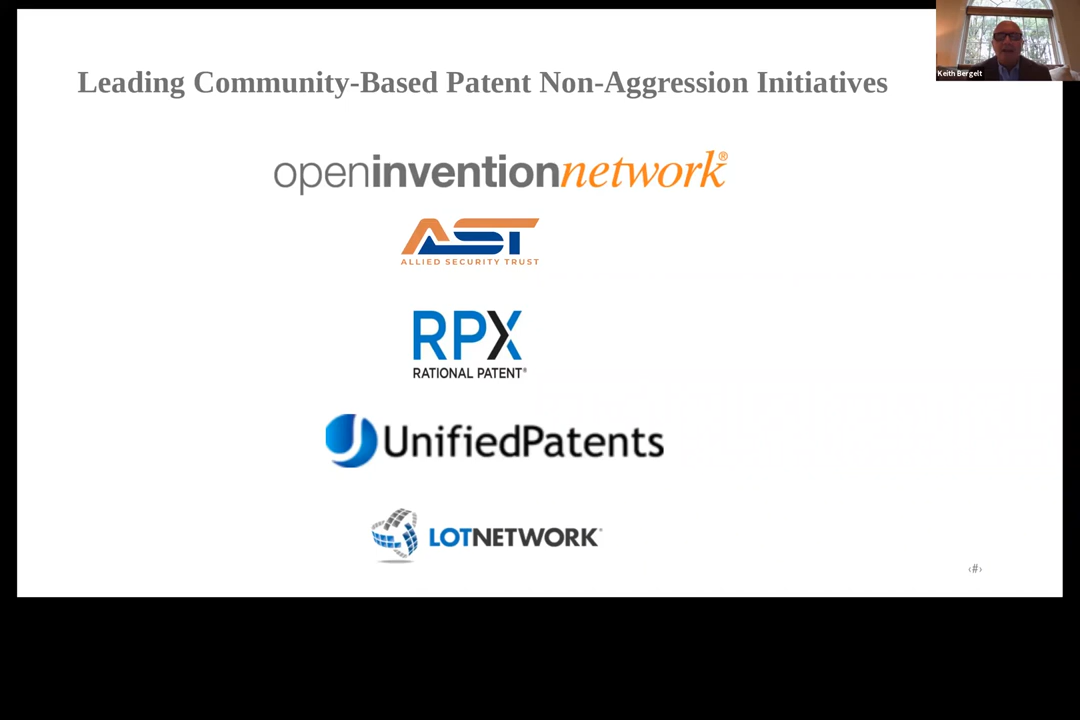 Leading Community-Based Patent Non-Aggression Initiatives
Keith Bergelt
openinventionnetwork®
AST
ALLIED SECURITY TRUST
RPX
RATIONAL PATENT®
UnifiedPatents
LOTNETWORK®
‹#›